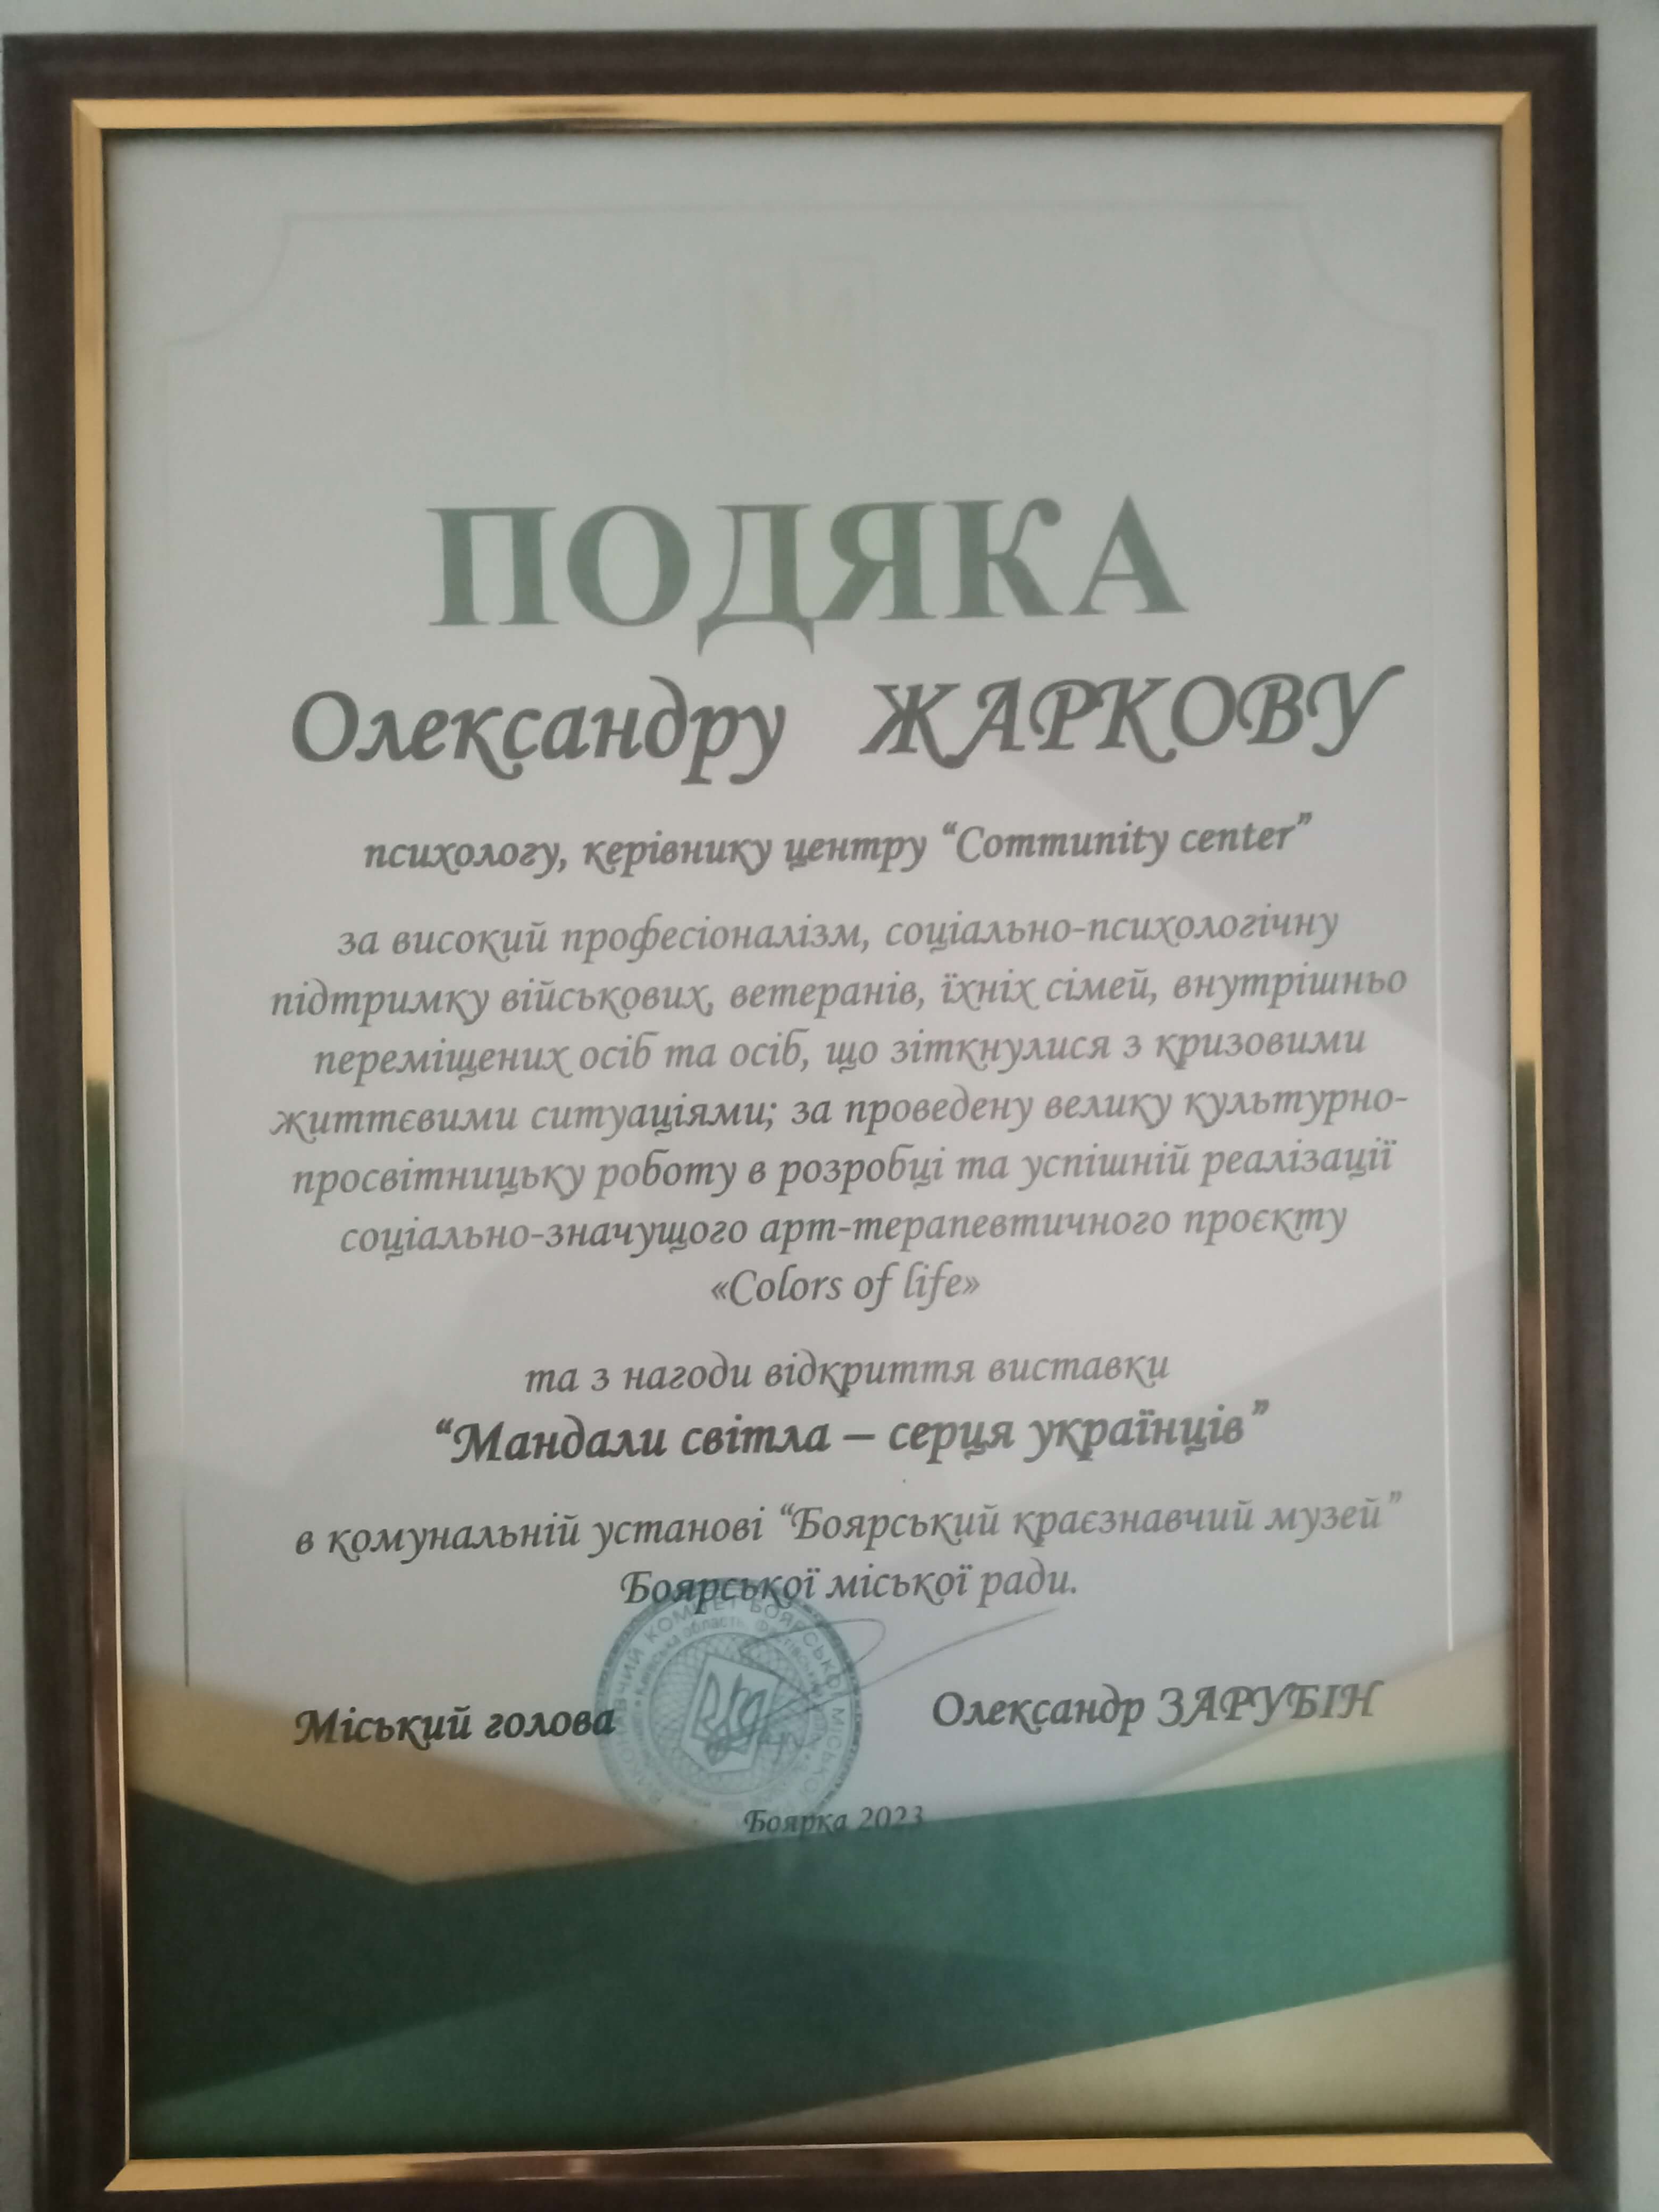 ПОДЯКА
Олександру ЖАРКОВУ
психологу, керівнику центру “Community center”
за високий професіоналізм, соціально-психологічну
підтримку військових, ветеранів, їхніх сімей, внутрішньо
переміщених осіб та осіб, що зіткнулися з кризовими
життєвими ситуаціями; за проведену велику культурно-
просвітницьку роботу в розробці та успішній реалізації
соціально-значущого арт-терапевтичного проєкту
«Colors of life»
та з нагоди відкриття виставки
“Мандали світла – серця українців”
в комунальній установі “Боярський краєзнавчий музей”
Боярської міської ради.
Міський голова
Олександр ЗАРУБІН
Боярка 2023